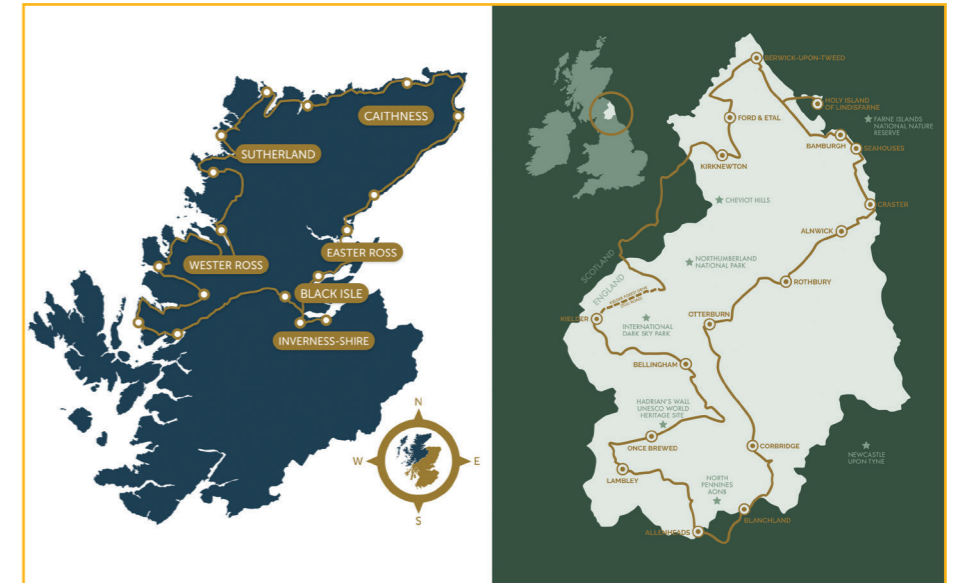 CAITHNESS
SUTHERLAND
EASTER ROSS
WESTER ROSS
BLACK ISLE
INVERNESS-SHIRE
N
W
E
S
BERWICK-UPON-TWEED
HOLY ISLAND
OF LINDISFARNE
FORD & ETAL
FARNE ISLANDS
NATIONAL NATURE
RESERVE
BAMBURGH
SEAHOUSES
KIRKNEWTON
CHEVIOT HILLS
CRASTER
ALNWICK
SCOTLAND
ENGLAND
NORTHUMBERLAND
NATIONAL PARK
ROTHBURY
KIELDER
OTTERBURN
INTERNATIONAL
DARK SKY PARK
BELLINGHAM
HADRIAN'S WALL
UNESCO WORLD
HERITAGE SITE
ONCE BREWED
CORBRIDGE
NEWCASTLE
UPON TYNE
LAMBLEY
NORTH
PENNINES
AONB
BLANCHLAND
ALLENHEADS